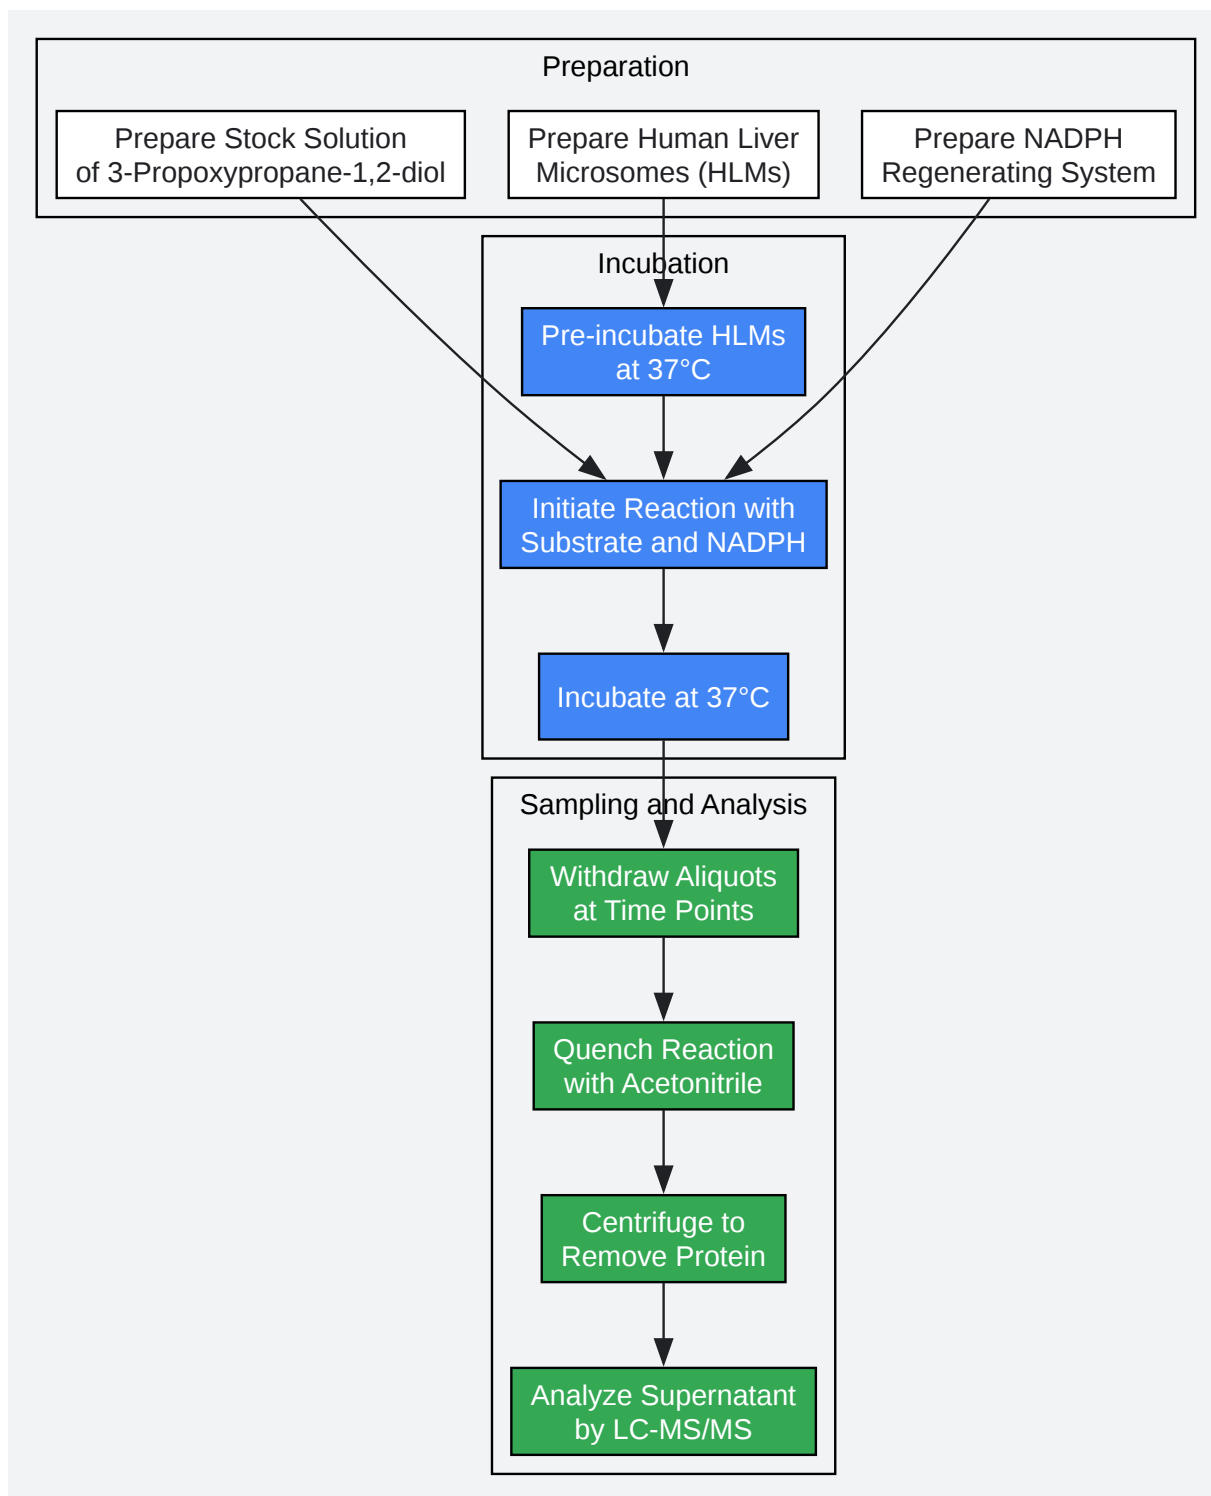 Preparation
Prepare Stock Solution
of 3-Propoxypropane-1,2-diol
Prepare Human Liver
Microsomes (HLMs)
Prepare NADPH
Regenerating System
Incubation
Pre-incubate HLMs
at 37°C
Initiate Reaction with
Substrate and NADPH
Incubate at 37°C
Sampling and Analysis
Withdraw Aliquots
at Time Points
Quench Reaction
with Acetonitrile
Centrifuge to
Remove Protein
Analyze Supernatant
by LC-MS/MS